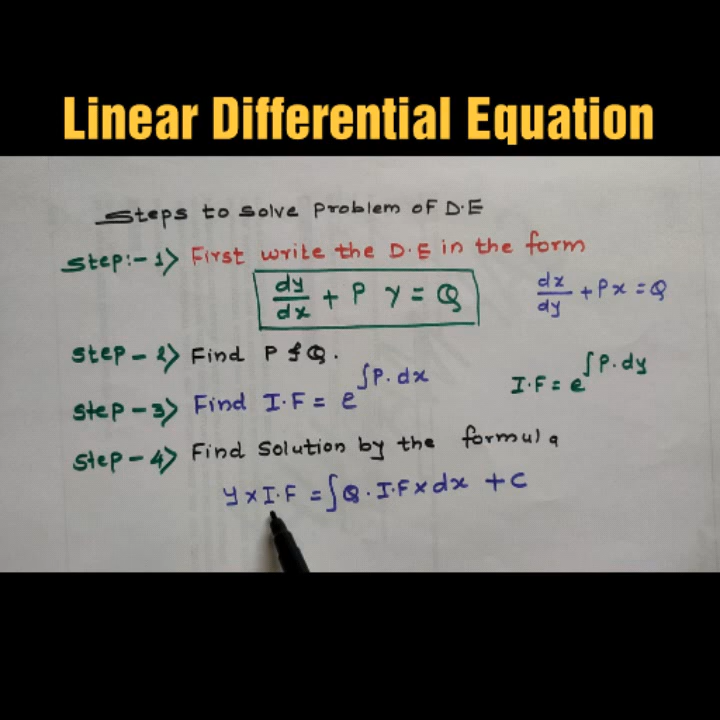 Linear Differential Equation
Steps to solve Problem OF D.E
Step:-1) First write the D.E in the form
dy/dx + P y = Q    dx/dy + Px = Q
Step-2) Find P & Q.
Step-3) Find I.F = e^∫P.dx    I.F = e^∫P.dy
Step-4) Find Solution by the formula
y x I.F = ∫Q. I.F x dx + c